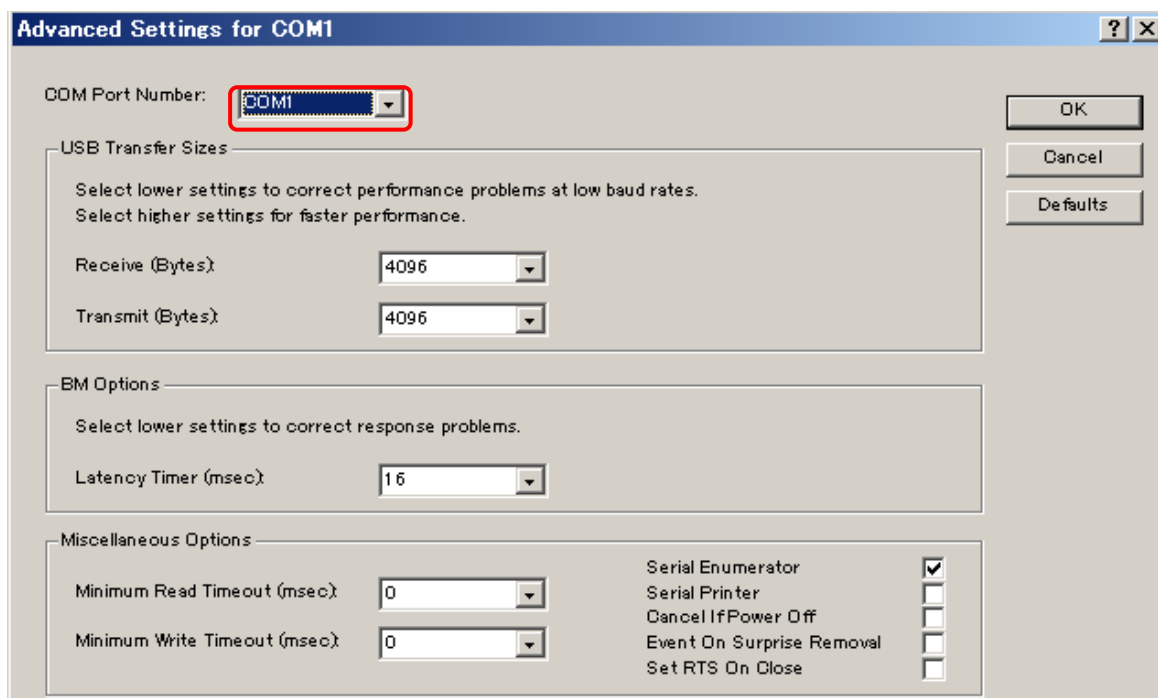 Advanced Settings for COM1
COM Port Number: COM1
OK
Cancel
Defaults
USB Transfer Sizes
Select lower settings to correct performance problems at low baud rates.
Select higher settings for faster performance.
Receive (Bytes): 4096
Transmit (Bytes): 4096
BM Options
Select lower settings to correct response problems.
Latency Timer (msec): 16
Miscellaneous Options
Minimum Read Timeout (msec): 0
Minimum Write Timeout (msec): 0
Serial Enumerator
Serial Printer
Cancel If Power Off
Event On Surprise Removal
Set RTS On Close